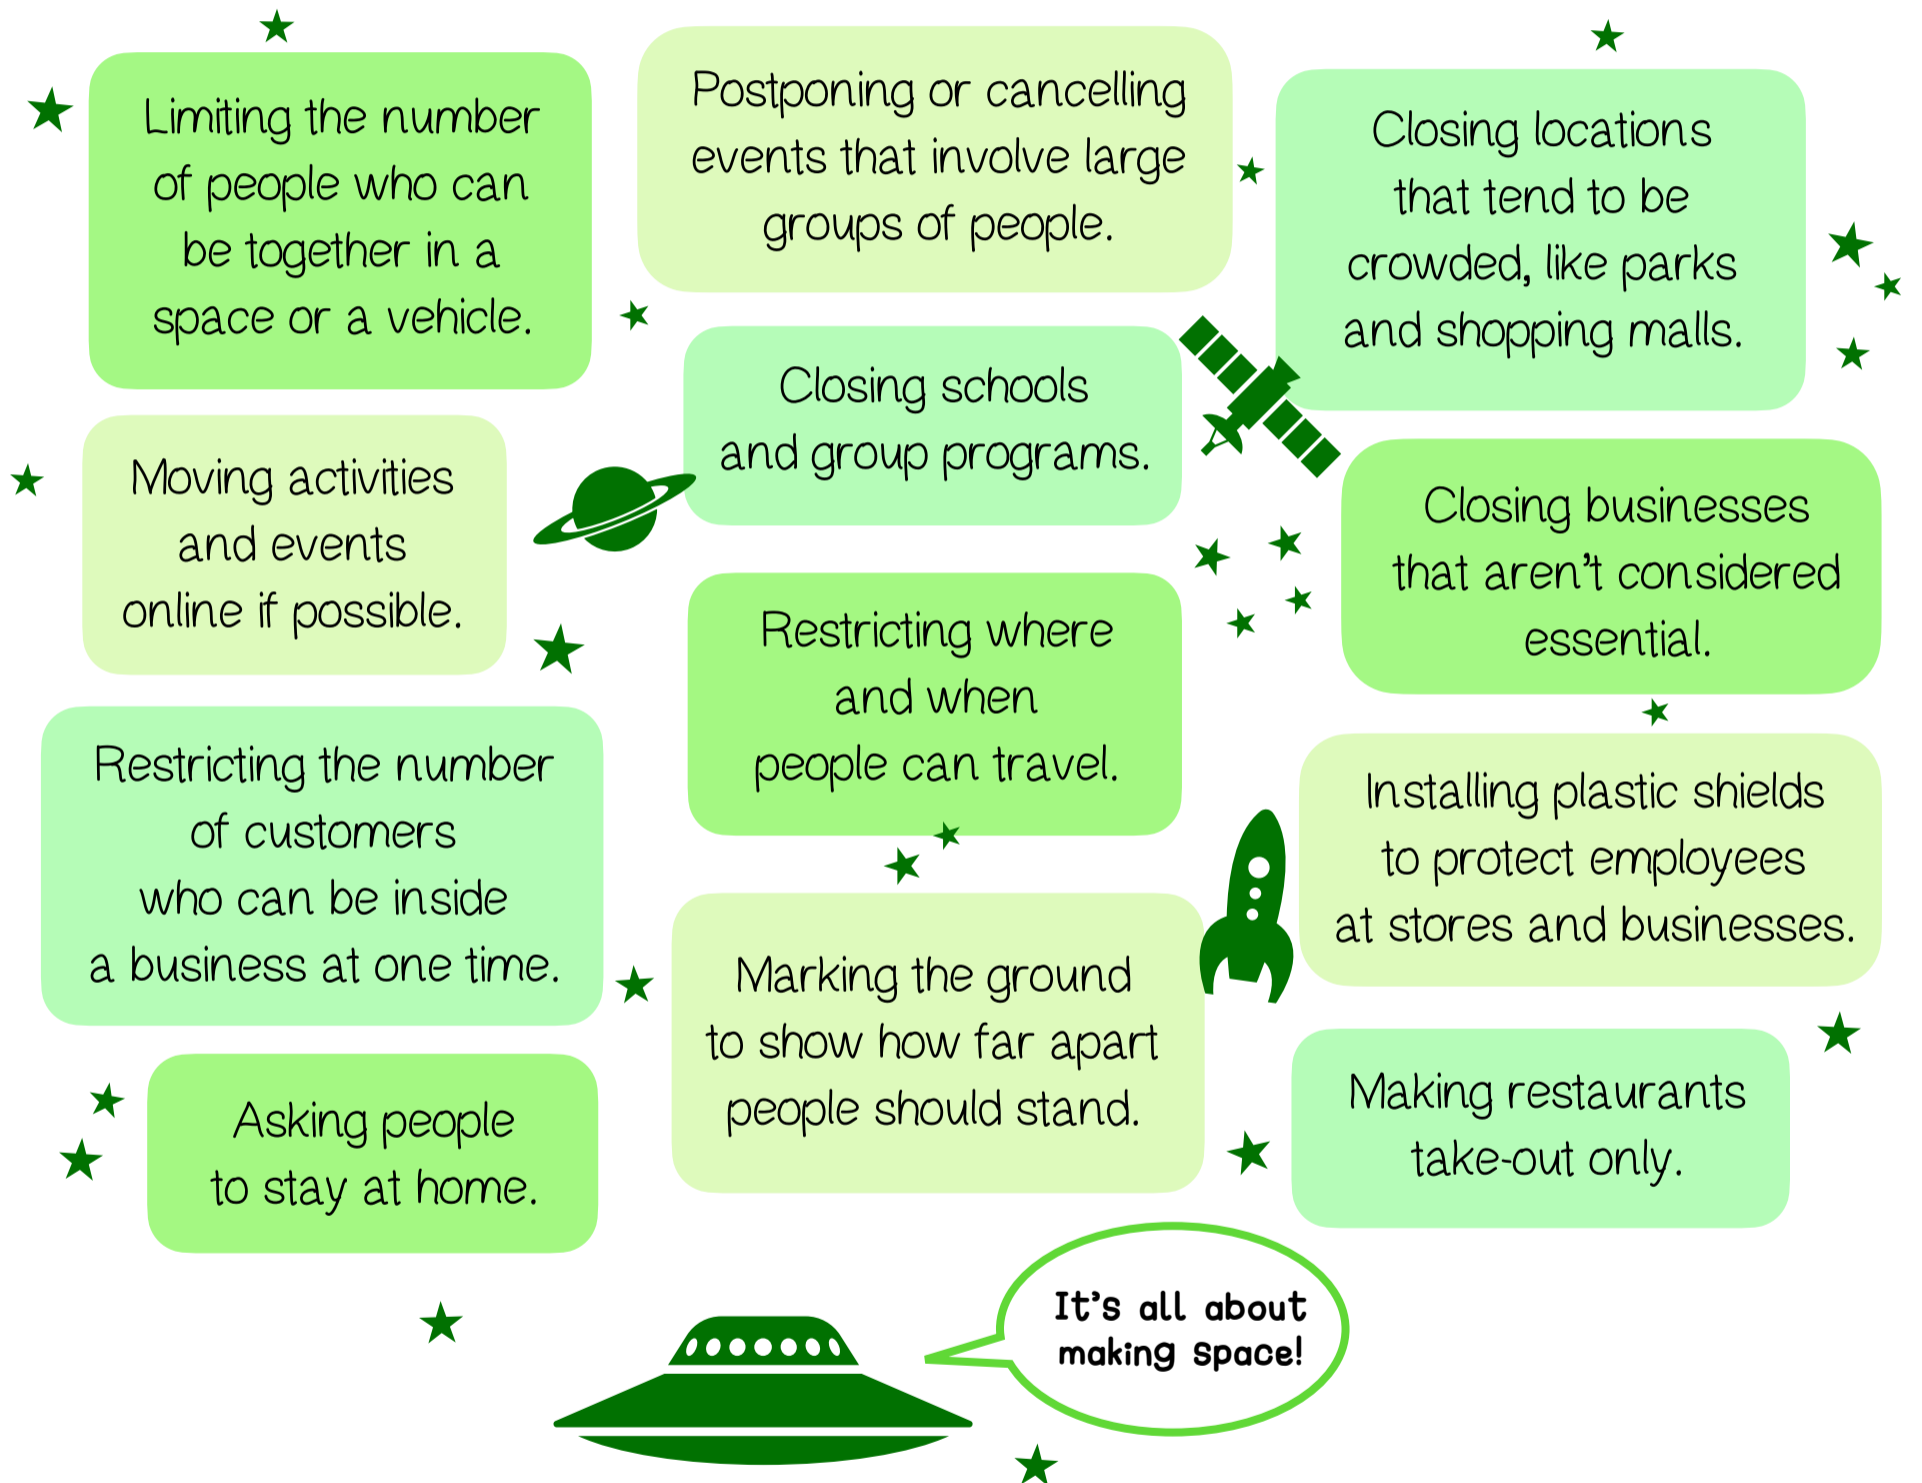 Limiting the number
of people who can
be together in a
space or a vehicle.
Postponing or cancelling
events that involve large
groups of people.
Closing locations
that tend to be
crowded, like parks
and shopping malls.
Closing schools
and group programs.
Moving activities
and events
online if possible.
Closing businesses
that aren't considered
essential.
Restricting where
and when
people can travel.
Restricting the number
of customers
who can be inside
a business at one time.
Installing plastic shields
to protect employees
at stores and businesses.
Marking the ground
to show how far apart
people should stand.
Asking people
to stay at home.
Making restaurants
take-out only.
It's all about
making space!